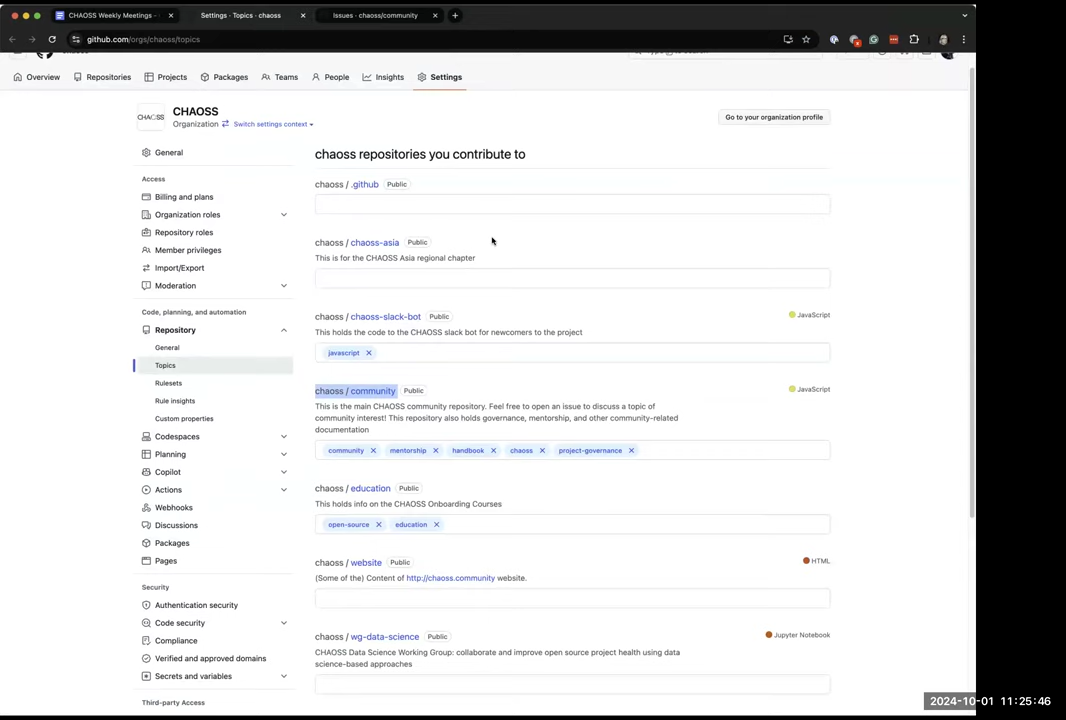 CHAOSS Weekly Meetings -
Settings · Topics · chaoss
Issues · chaoss/community
github.com/orgs/chaoss/topics
Overview
Repositories
Projects
Packages
Teams
People
Insights
Settings
CHAOSS
CHAOSS
Organization
Switch settings context
Go to your organization profile
General
Access
Billing and plans
Organization roles
Repository roles
Member privileges
Import/Export
Moderation
Code, planning, and automation
Repository
General
Topics
Rulesets
Rule insights
Custom properties
Codespaces
Planning
Copilot
Actions
Webhooks
Discussions
Packages
Pages
Security
Authentication security
Code security
Compliance
Verified and approved domains
Secrets and variables
Third-party Access
chaoss repositories you contribute to
chaoss / .github Public
chaoss / chaoss-asia Public
This is for the CHAOSS Asia regional chapter
chaoss / chaoss-slack-bot Public
JavaScript
This holds the code to the CHAOSS slack bot for newcomers to the project
javascript
chaoss / community Public
JavaScript
This is the main CHAOSS community repository. Feel free to open an issue to discuss a topic of
community interest! This repository also holds governance, mentorship, and other community-related
documentation
community mentorship handbook chaoss project-governance
chaoss / education Public
This holds info on the CHAOSS Onboarding Courses
open-source education
chaoss / website Public
HTML
(Some of the) Content of http://chaoss.community website.
chaoss / wg-data-science Public
Jupyter Notebook
CHAOSS Data Science Working Group: collaborate and improve open source project health using data
science-based approaches
2024-10-01 11:25:46